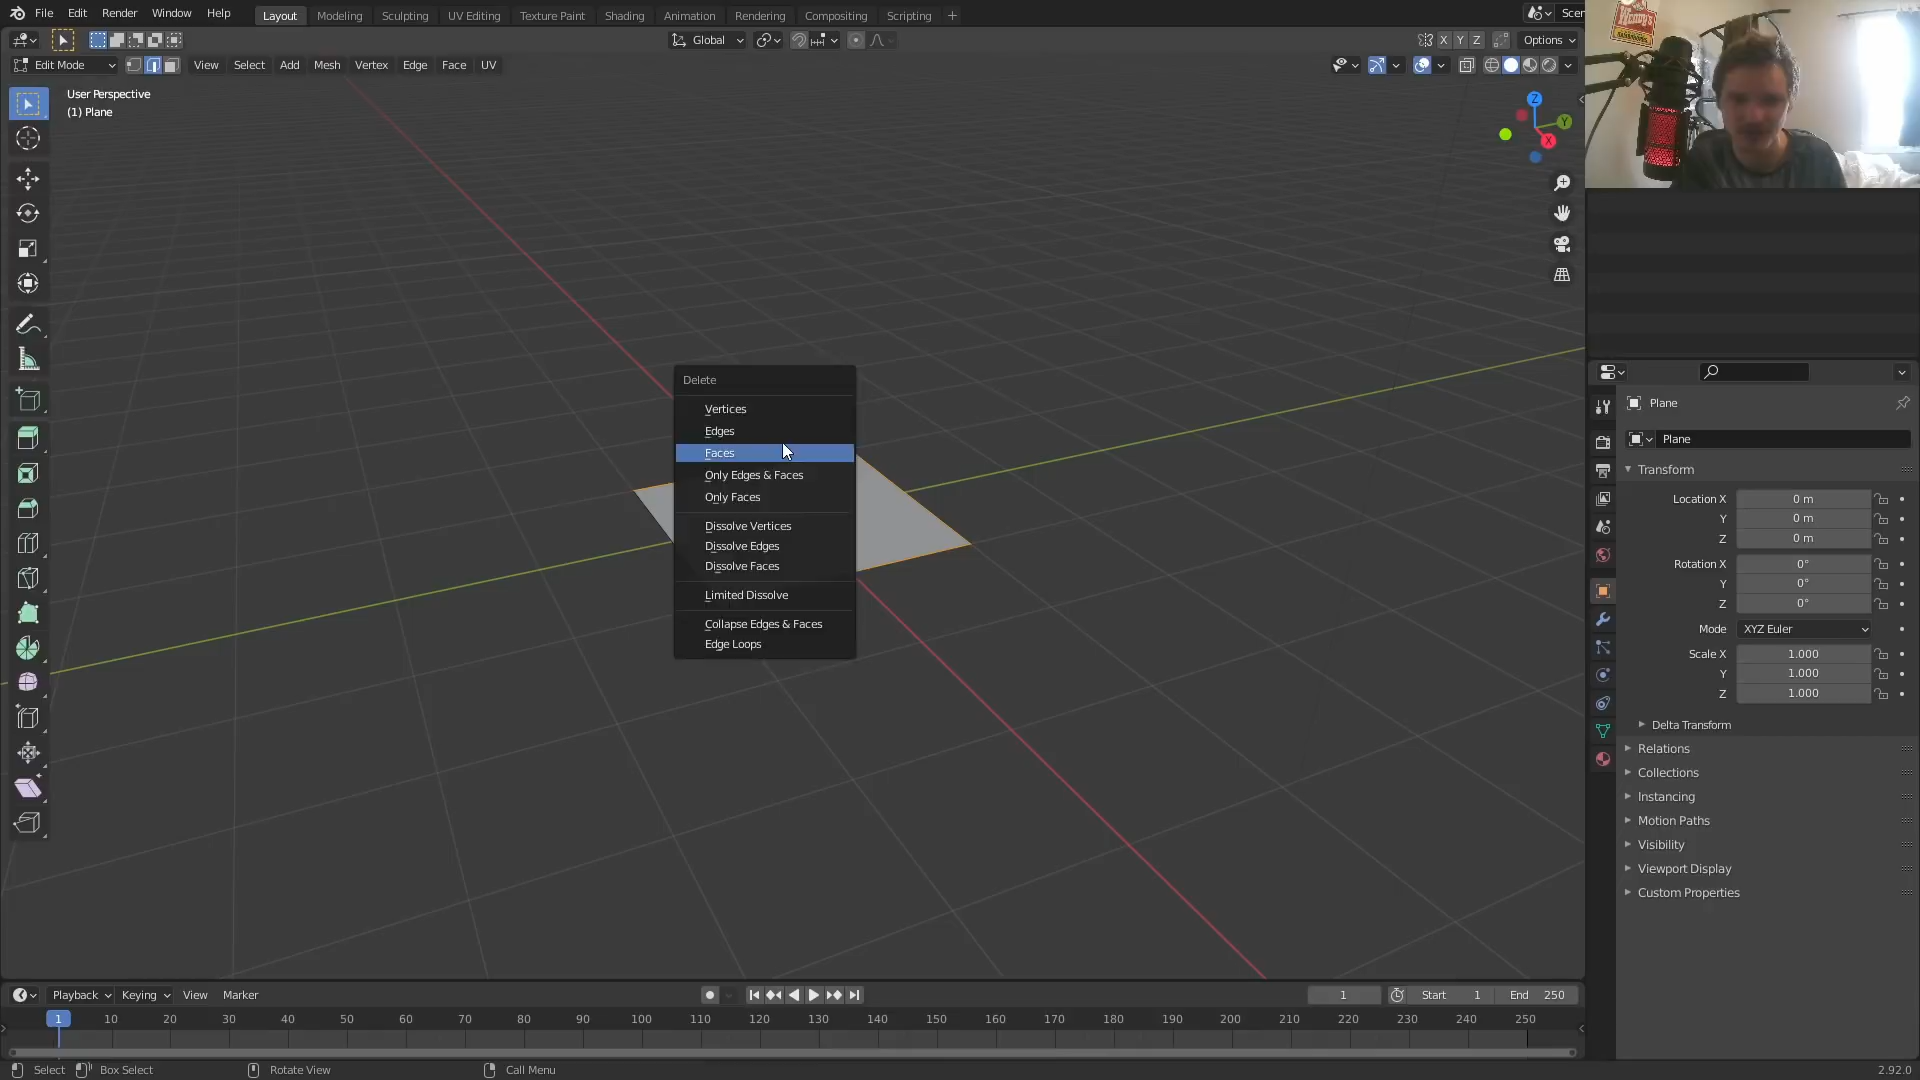 File Edit Render Window Help
Layout Modeling Sculpting UV Editing Texture Paint Shading Animation Rendering Compositing Scripting +
Scen
Global
X Y Z Options
Edit Mode
View Select Add Mesh Vertex Edge Face UV
User Perspective
(1) Plane
Z
Y
X
Delete
Vertices
Edges
Faces
Only Edges & Faces
Only Faces
Dissolve Vertices
Dissolve Edges
Dissolve Faces
Limited Dissolve
Collapse Edges & Faces
Edge Loops
Wendy's
Plane
Plane
Transform
Location X 0 m
Y 0 m
Z 0 m
Rotation X 0°
Y 0°
Z 0°
Mode XYZ Euler
Scale X 1.000
Y 1.000
Z 1.000
Delta Transform
Relations
Collections
Instancing
Motion Paths
Visibility
Viewport Display
Custom Properties
Playback Keying View Marker
1 Start 1 End 250
1 10 20 30 40 50 60 70 80 90 100 110 120 130 140 150 160 170 180 190 200 210 220 230 240 250
Select Box Select Rotate View Call Menu
2.92.0